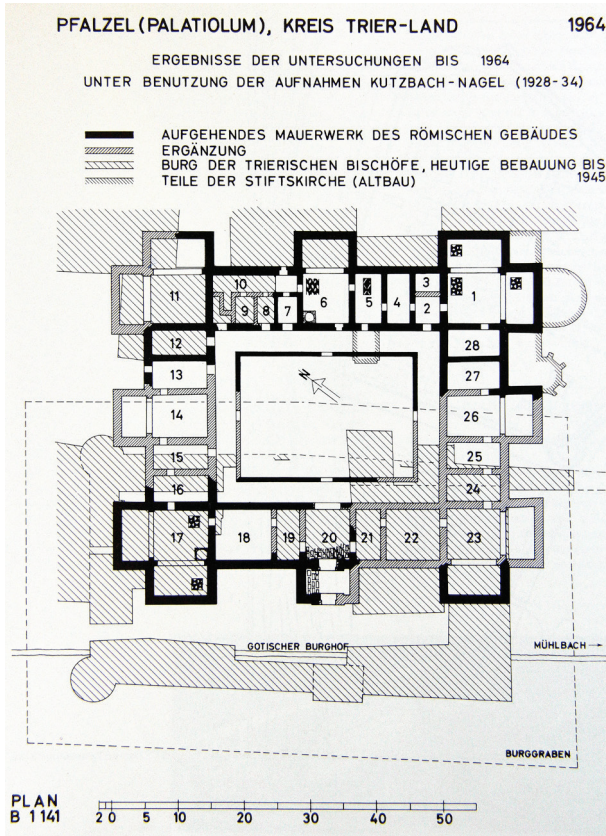 PFALZEL (PALATIOLUM), KREIS TRIER-LAND 1964
ERGEBNISSE DER UNTERSUCHUNGEN BIS 1964
UNTER BENUTZUNG DER AUFNAHMEN KUTZBACH-NAGEL (1928-34)
AUFGEHENDES MAUERWERK DES RÖMISCHEN GEBÄUDES
ERGÄNZUNG
BURG DER TRIERISCHEN BISCHÖFE, HEUTIGE BEBAUUNG BIS 1945
TEILE DER STIFTSKIRCHE (ALTBAU)
11 10 9 8 7 6 5 4 3 2 1
12 28
13 27
N
14 26
15 25
16 24
17 18 19 20 21 22 23
GOTISCHER BURGHOF
MÜHLBACH →
BURGGRABEN
PLAN
B 1141
2 0 5 10 20 30 40 50